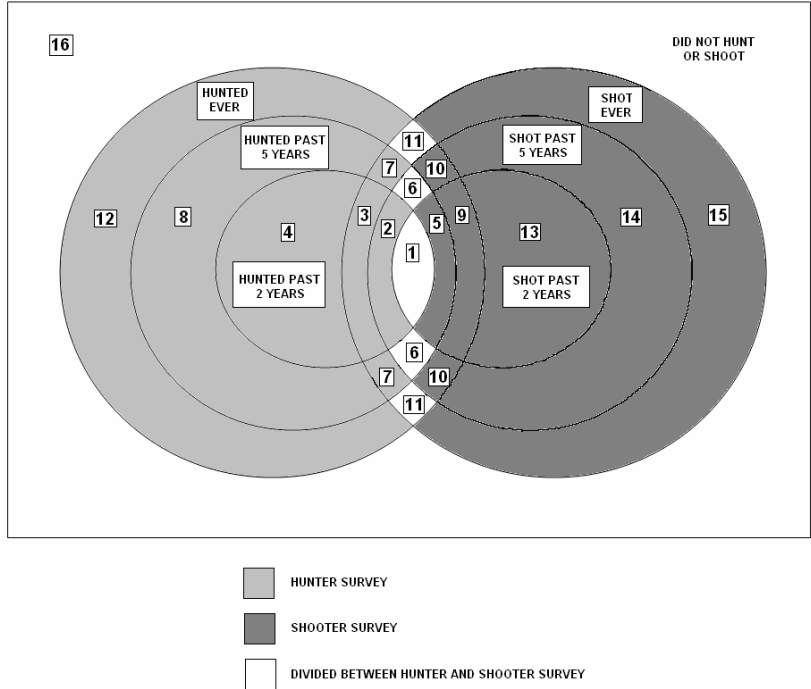 16
DID NOT HUNT
OR SHOOT
HUNTED
EVER
SHOT
EVER
HUNTED PAST
5 YEARS
11
SHOT PAST
5 YEARS
7
10
6
12
8
4
3
2
1
5
9
13
14
15
HUNTED PAST
2 YEARS
SHOT PAST
2 YEARS
6
7
10
11
HUNTER SURVEY
SHOOTER SURVEY
DIVIDED BETWEEN HUNTER AND SHOOTER SURVEY